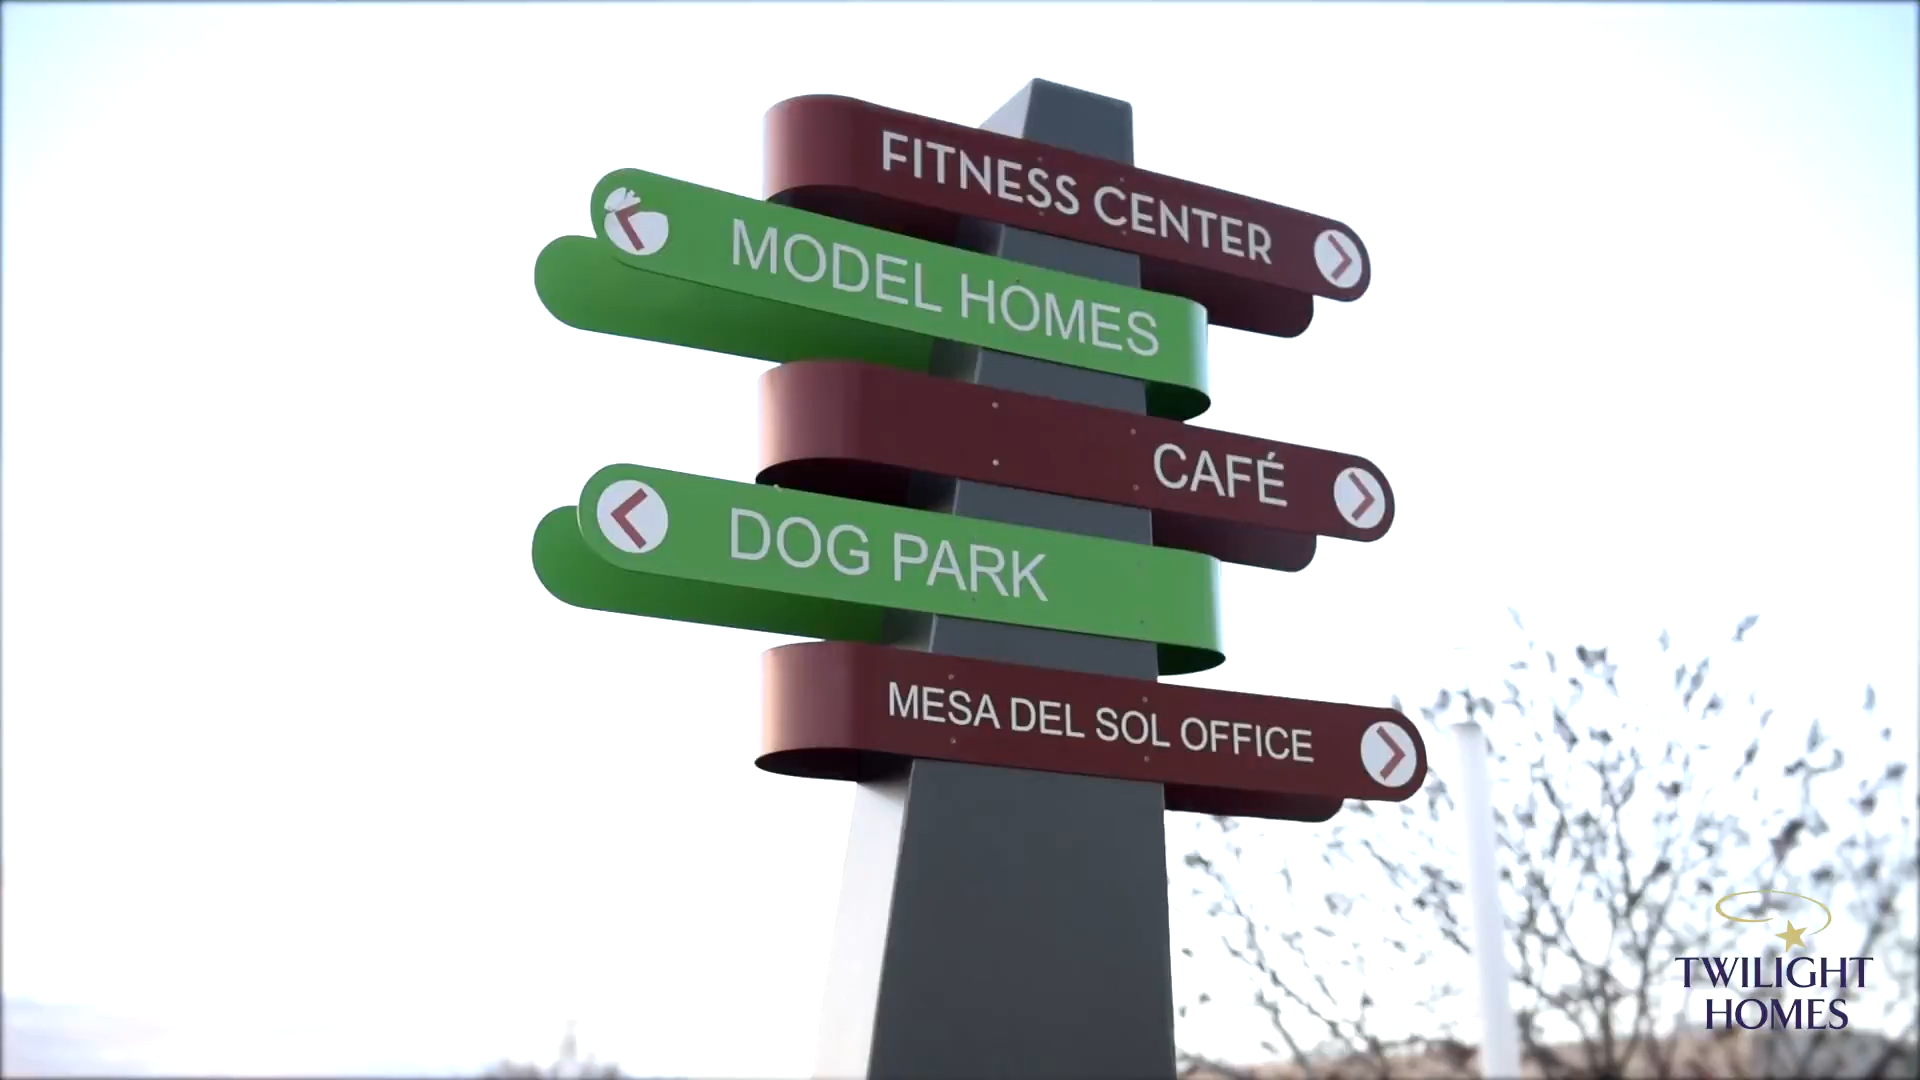 FITNESS CENTER
MODEL HOMES
CAFÉ
DOG PARK
MESA DEL SOL OFFICE
TWILIGHT
HOMES